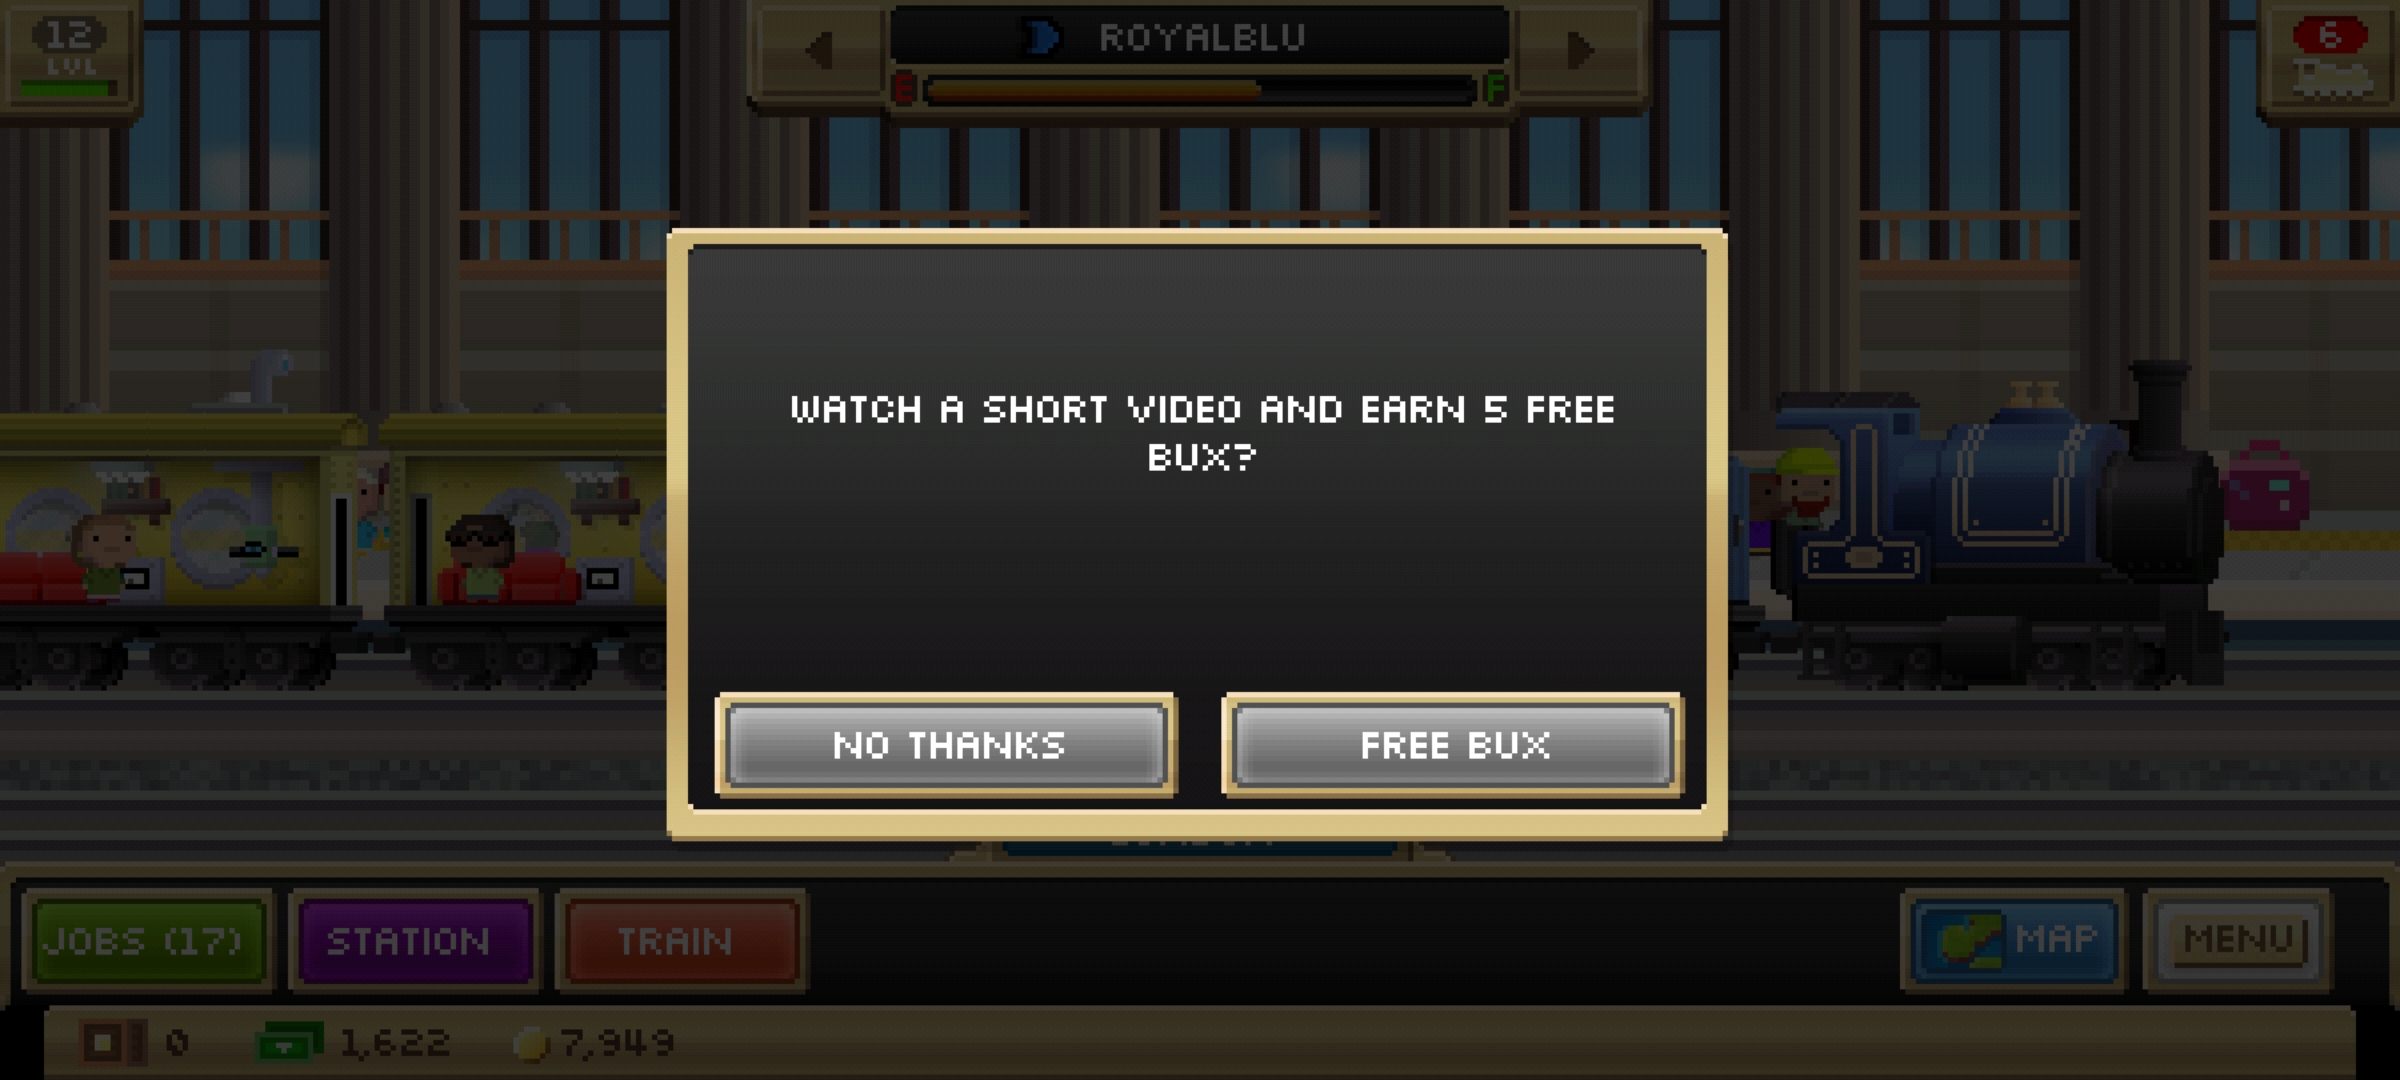 12
LVL
ROYALBLU
E
F
6
WATCH A SHORT VIDEO AND EARN 5 FREE
BUX?
NO THANKS
FREE BUX
JOBS (17)
STATION
TRAIN
MAP
MENU
0
1,622
7,949